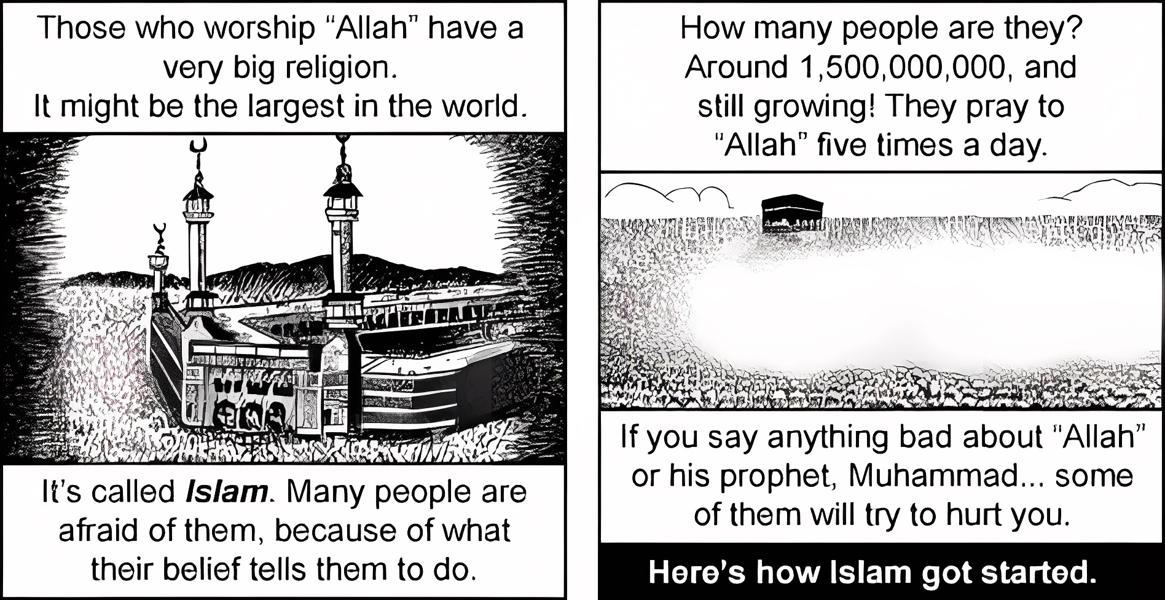 Those who worship “Allah” have a
very big religion.
It might be the largest in the world.
It’s called Islam. Many people are
afraid of them, because of what
their belief tells them to do.
How many people are they?
Around 1,500,000,000, and
still growing! They pray to
“Allah” five times a day.
If you say anything bad about “Allah”
or his prophet, Muhammad... some
of them will try to hurt you.
Here’s how Islam got started.